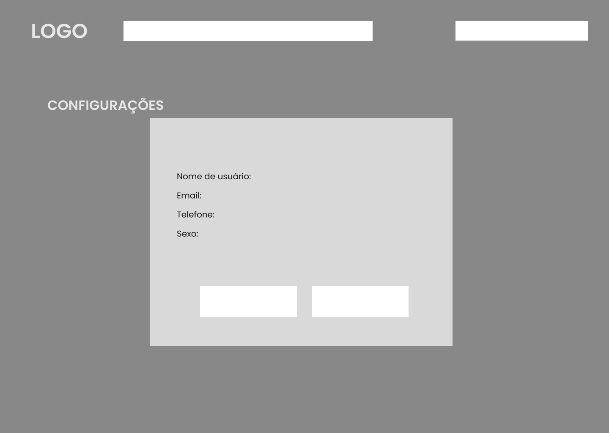 LOGO
CONFIGURAÇÕES
Nome de usuário:
Email:
Telefone:
Sexo: